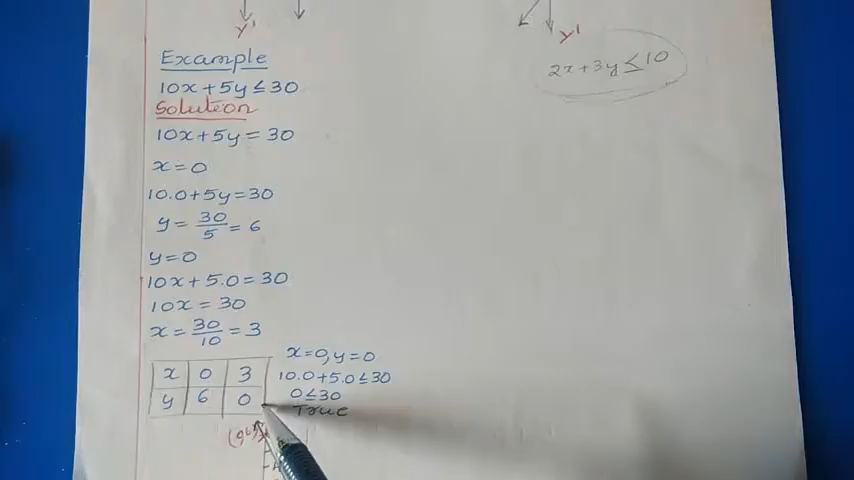 y'
y'
Example
2x+3y≤10
10x+5y≤30
Solution
10x+5y=30
x=0
10.0+5y=30
y=30/5=6
y=0
10x+5.0=30
10x=30
x=30/10=3
x 0 3
y 6 0
x=0,y=0
10.0+5.0≤30
0≤30
True